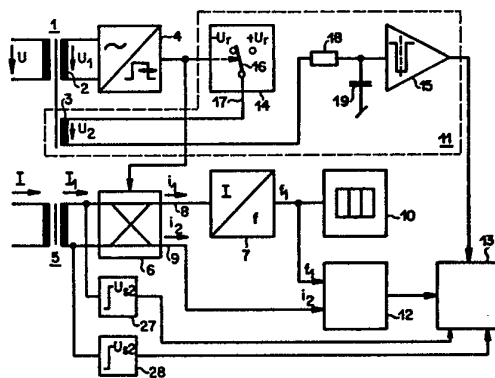 1
4
U
U₁
2
3
U₂
~
-Uᵣ
+Uᵣ
16
17
14
18
19
15
11
I
I₁
5
6
i₁
8
i₂
9
I
f
7
f₁
10
f₁
i₂
12
13
Uₛ₂
27
Uₛ₂
28